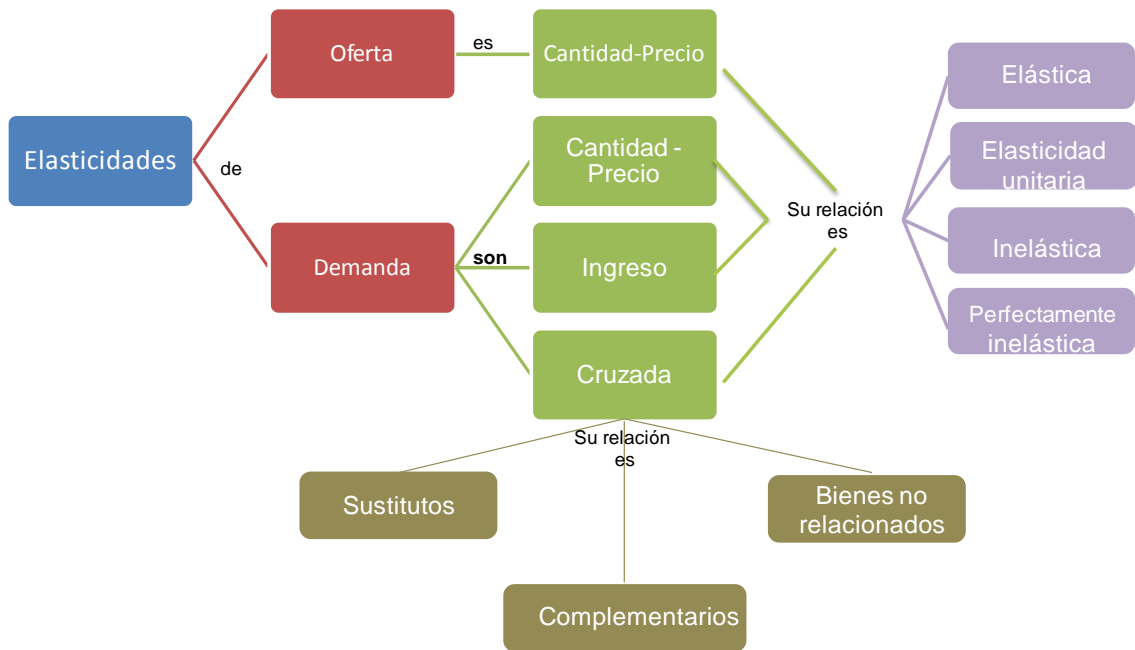 Elasticidades
de
Oferta
es
Cantidad-Precio
Demanda
son
Cantidad -
Precio
Ingreso
Cruzada
Su relación
es
Elástica
Elasticidad
unitaria
Inelástica
Perfectamente
inelástica
Su relación
es
Sustitutos
Complementarios
Bienes no
relacionados